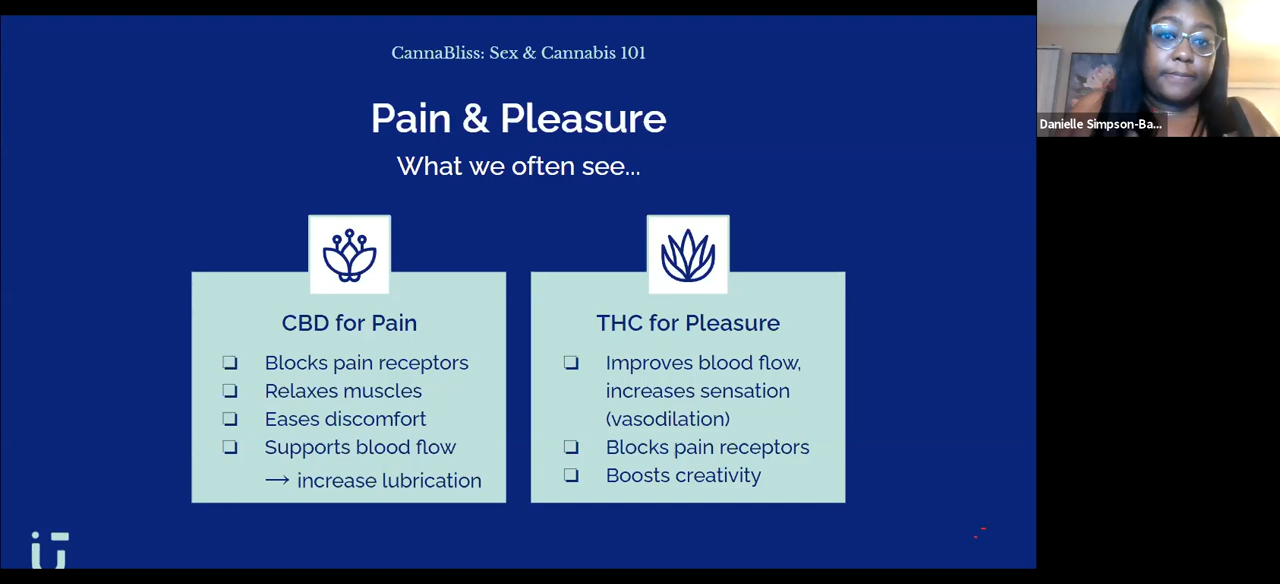 CannaBliss: Sex & Cannabis 101
Pain & Pleasure
What we often see...
CBD for Pain
❏ Blocks pain receptors
❏ Relaxes muscles
❏ Eases discomfort
❏ Supports blood flow
→ increase lubrication
THC for Pleasure
❏ Improves blood flow,
increases sensation
(vasodilation)
❏ Blocks pain receptors
❏ Boosts creativity
Danielle Simpson-Ba...